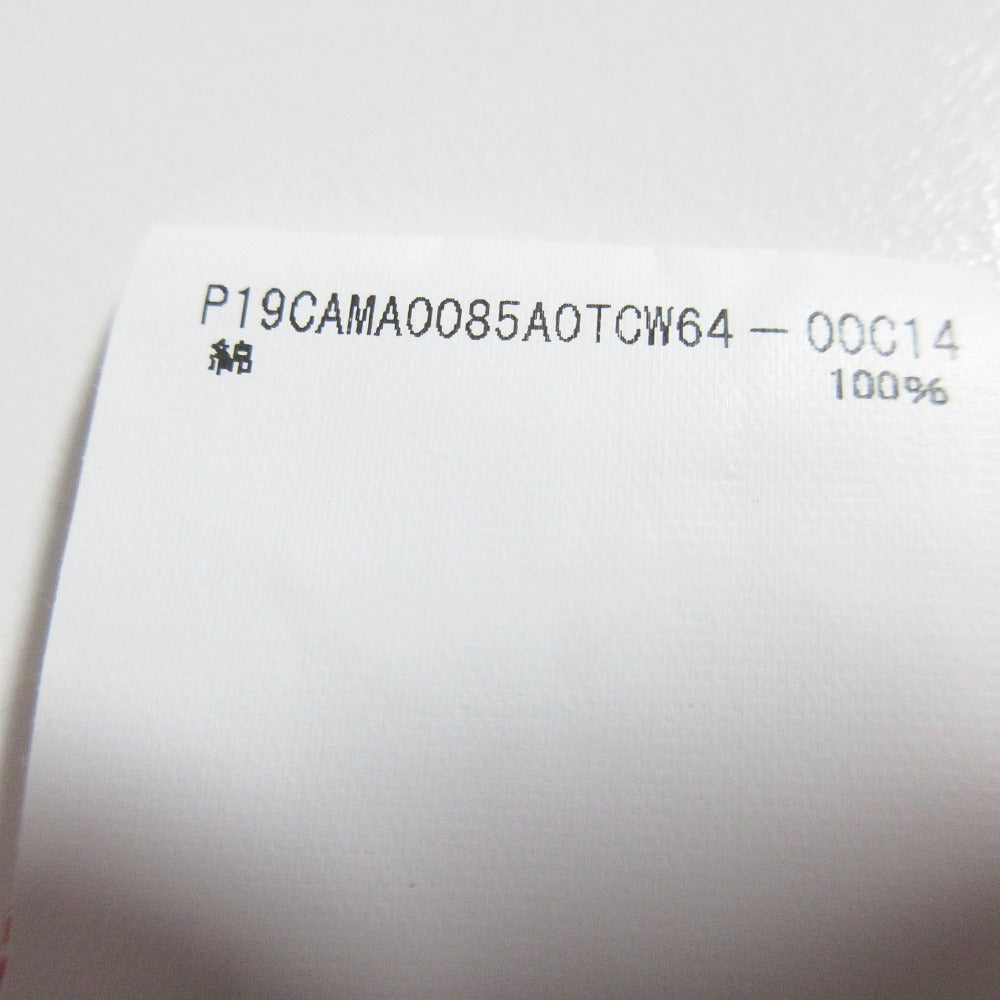 P19CAMA0085A0TCW64 — 00C14
綿 100%